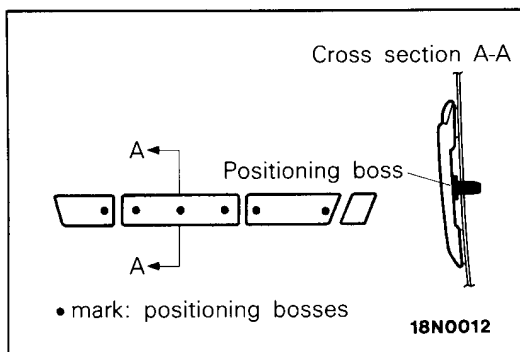 Cross section A-A
A
Positioning boss
A
• mark: positioning bosses
18N0012